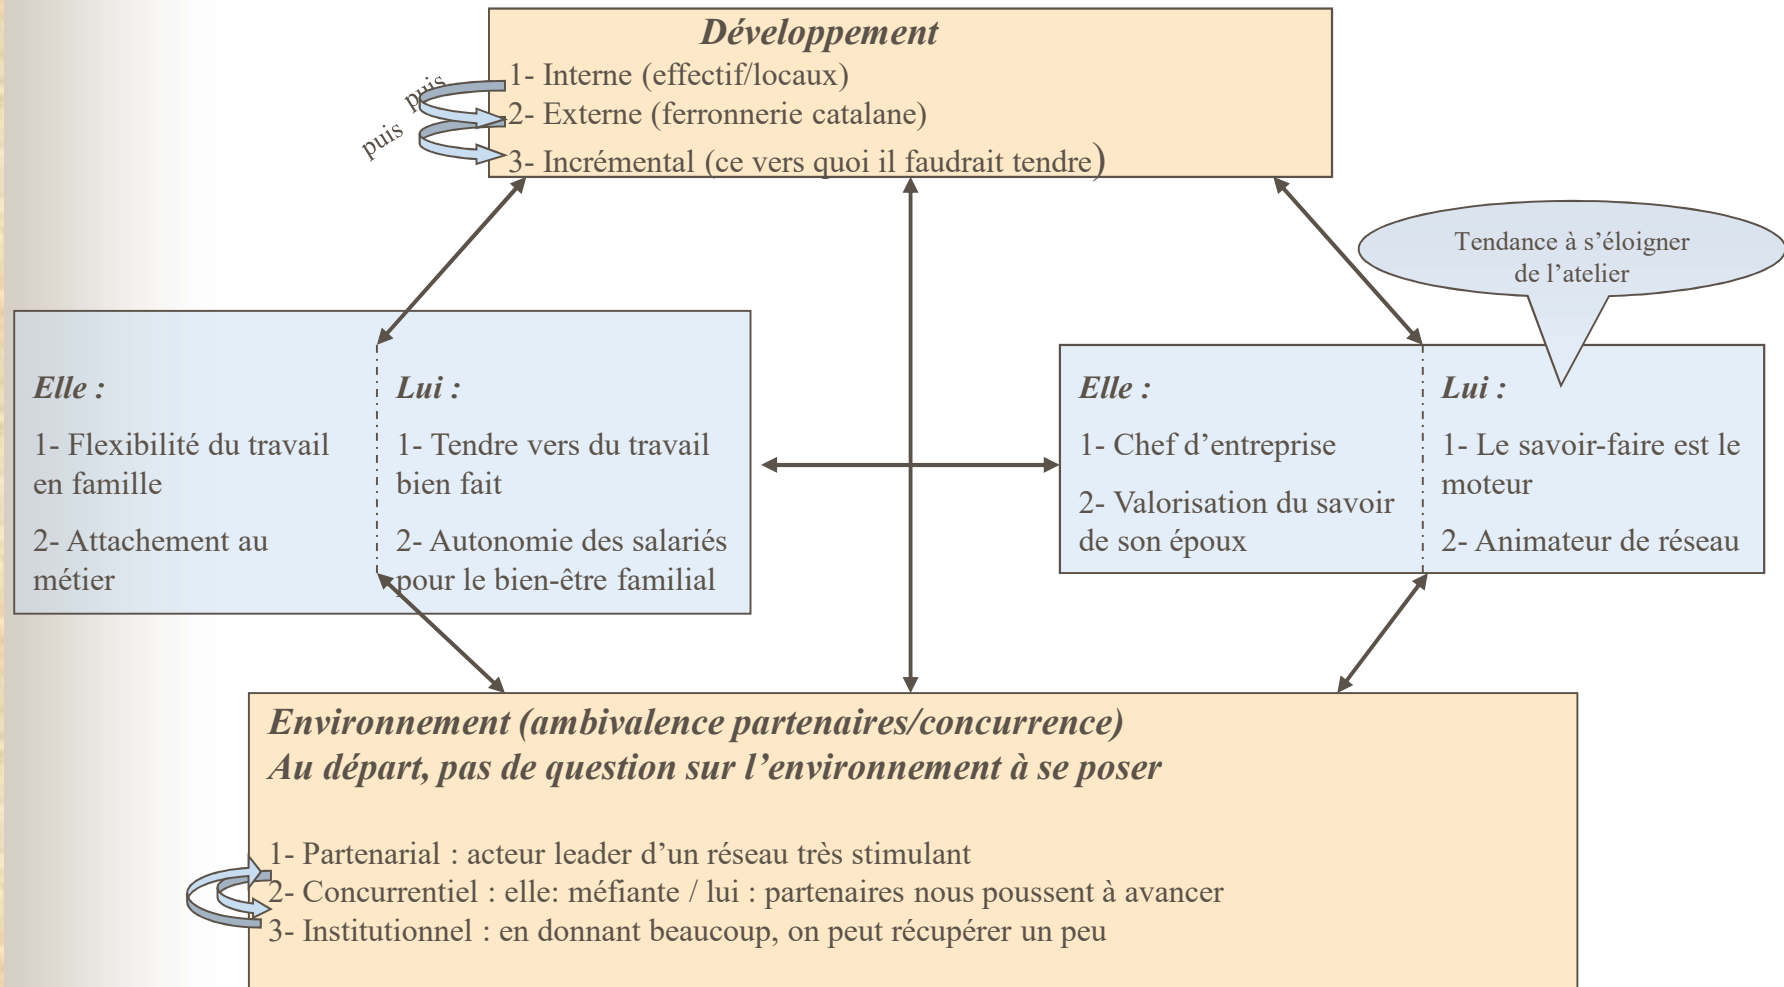 Développement
1- Interne (effectif/locaux)
puis
2- Externe (ferronnerie catalane)
puis
3- Incrémental (ce vers quoi il faudrait tendre)
Tendance à s’éloigner
de l’atelier
Elle :
1- Flexibilité du travail
en famille
2- Attachement au
métier
Lui :
1- Tendre vers du travail
bien fait
2- Autonomie des salariés
pour le bien-être familial
Elle :
1- Chef d’entreprise
2- Valorisation du savoir
de son époux
Lui :
1- Le savoir-faire est le
moteur
2- Animateur de réseau
Environnement (ambivalence partenaires/concurrence)
Au départ, pas de question sur l’environnement à se poser
1- Partenarial : acteur leader d’un réseau très stimulant
2- Concurrentiel : elle: méfiante / lui : partenaires nous poussent à avancer
3- Institutionnel : en donnant beaucoup, on peut récupérer un peu